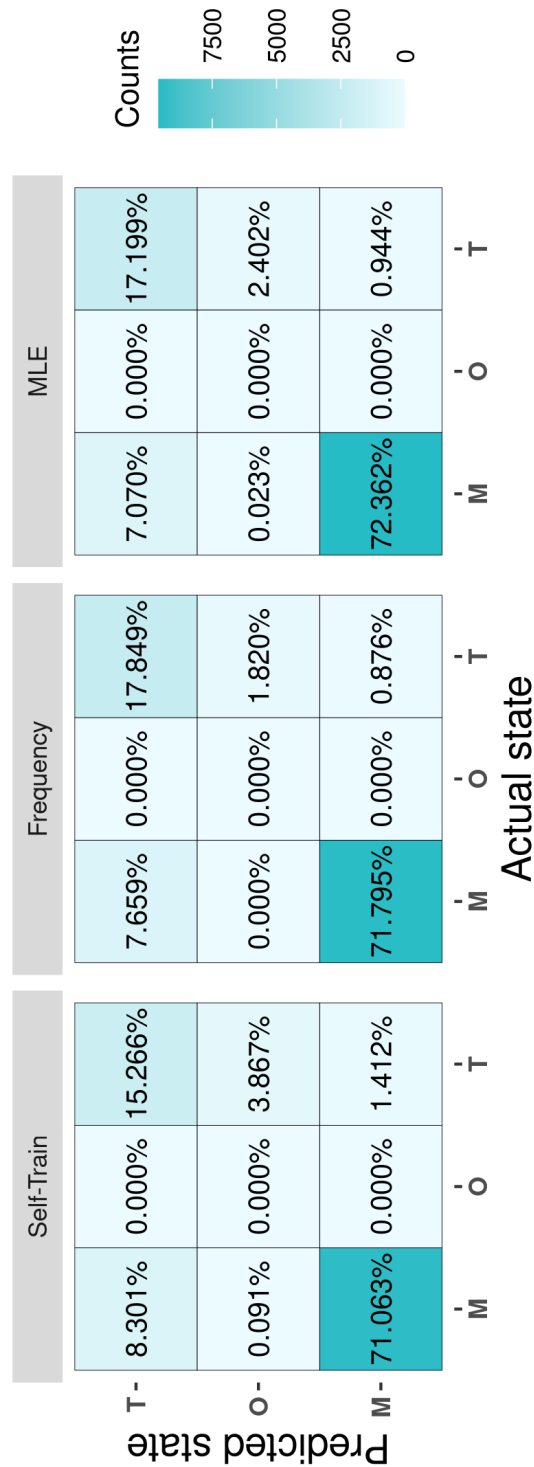 Self-Train
Frequency
MLE
Predicted state
T
O
M
8.301% 0.000% 15.266%
0.091% 0.000% 3.867%
71.063% 0.000% 1.412%
7.659% 0.000% 17.849%
0.000% 0.000% 1.820%
71.795% 0.000% 0.876%
7.070% 0.000% 17.199%
0.023% 0.000% 2.402%
72.362% 0.000% 0.944%
M O T
M O T
M O T
Actual state
Counts
7500
5000
2500
0